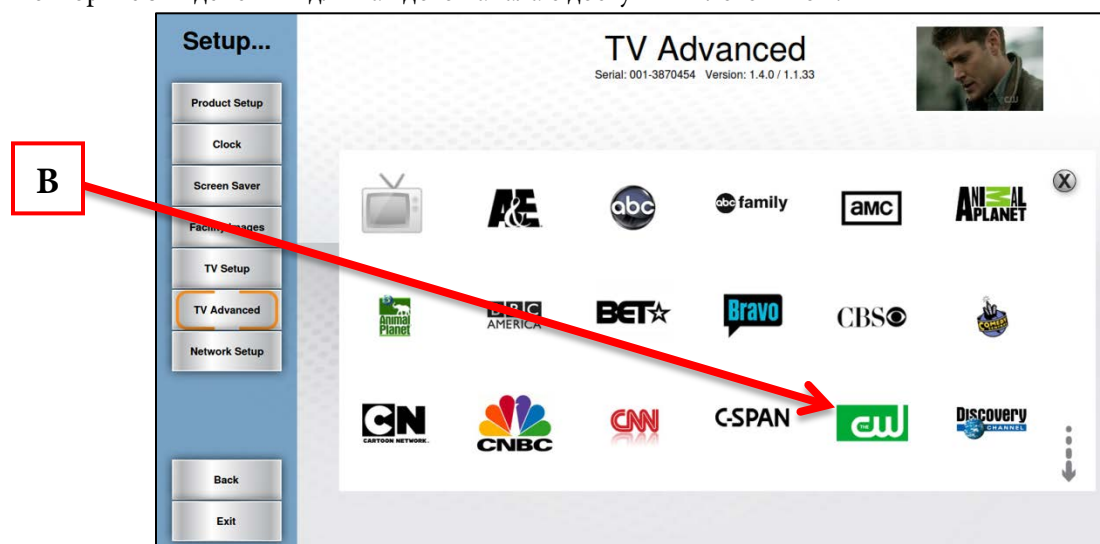 Setup...
TV Advanced
Serial: 001-3870454 Version: 1.4.0 / 1.1.33
cw
Product Setup
Clock
B
Screen Saver
TV Setup
TV Advanced
Network Setup
Back
Exit
X
A&E
abc
abc family
amc
ANIMAL PLANET
Animal Planet
BBC AMERICA
BET
Bravo
CBS
CN CARTOON NETWORK.
CNBC
CNN
C-SPAN
THE CW
Discovery CHANNEL